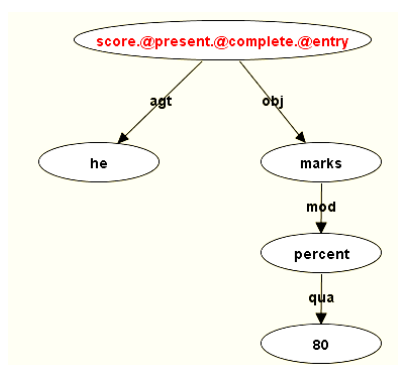 score.@present.@complete.@entry
agt
obj
he
marks
mod
percent
qua
80